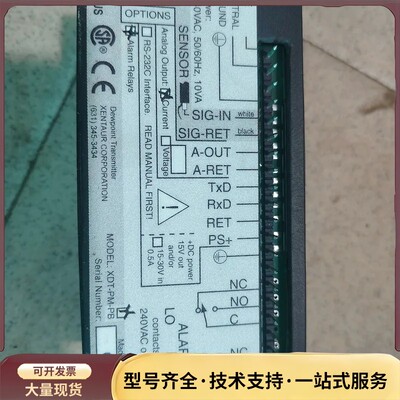 OPTIONS
Alarm Relays
RS-232C Interface
Analog Output:
Current
Voltage
READ MANUAL FIRST!
Dewpoint Transmitter
XENTAUR CORPORATION
(631) 345-3434
MODEL: XDT-PM-PB
Serial Number:
50/60Hz, 10VA
SENSOR
SIG-IN
white
SIG-RET
black
A-OUT
A-RET
TxD
RxD
RET
PS+
+DC power
15V out
and/or
15-30V in
0.5A
NC
NO
C
LO
可开发票
大量现货
型号齐全·技术支持·一站式服务